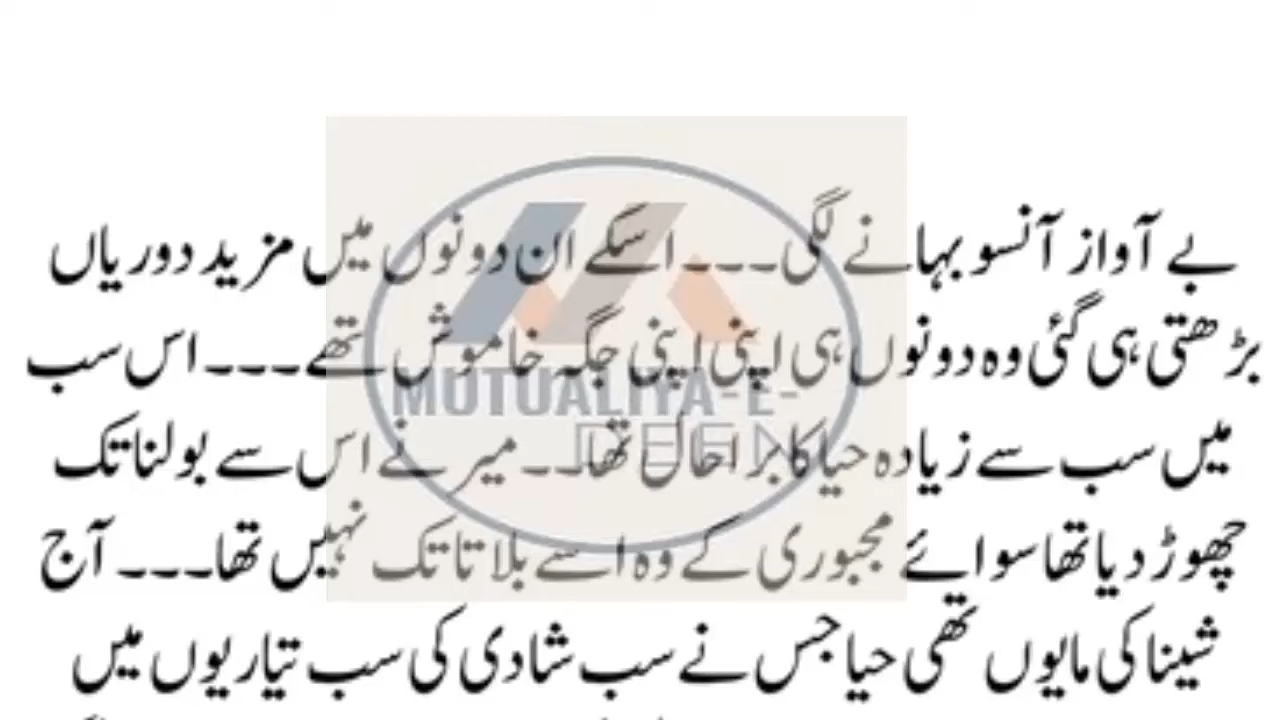 بے آواز آنسو بہانے لگی۔۔۔ اسکے ان دونوں میں مزید دوریاں
بڑھتی ہی گئی وہ دونوں ہی اپنی اپنی جگہ خاموش تھے۔۔۔ اس سب
MUTUALIYA-E-
میں سب سے زیادہ حیا کا برا حال تھا۔۔ میر نے اس سے بولنا تک
DEEN
چھوڑ دیا تھا سوائے مجبوری کے وہ اسے بلاتا تک نہیں تھا۔۔۔ آج
شینا کی مایوں تھی حیا جس نے سب شادی کی سب تیاریوں میں